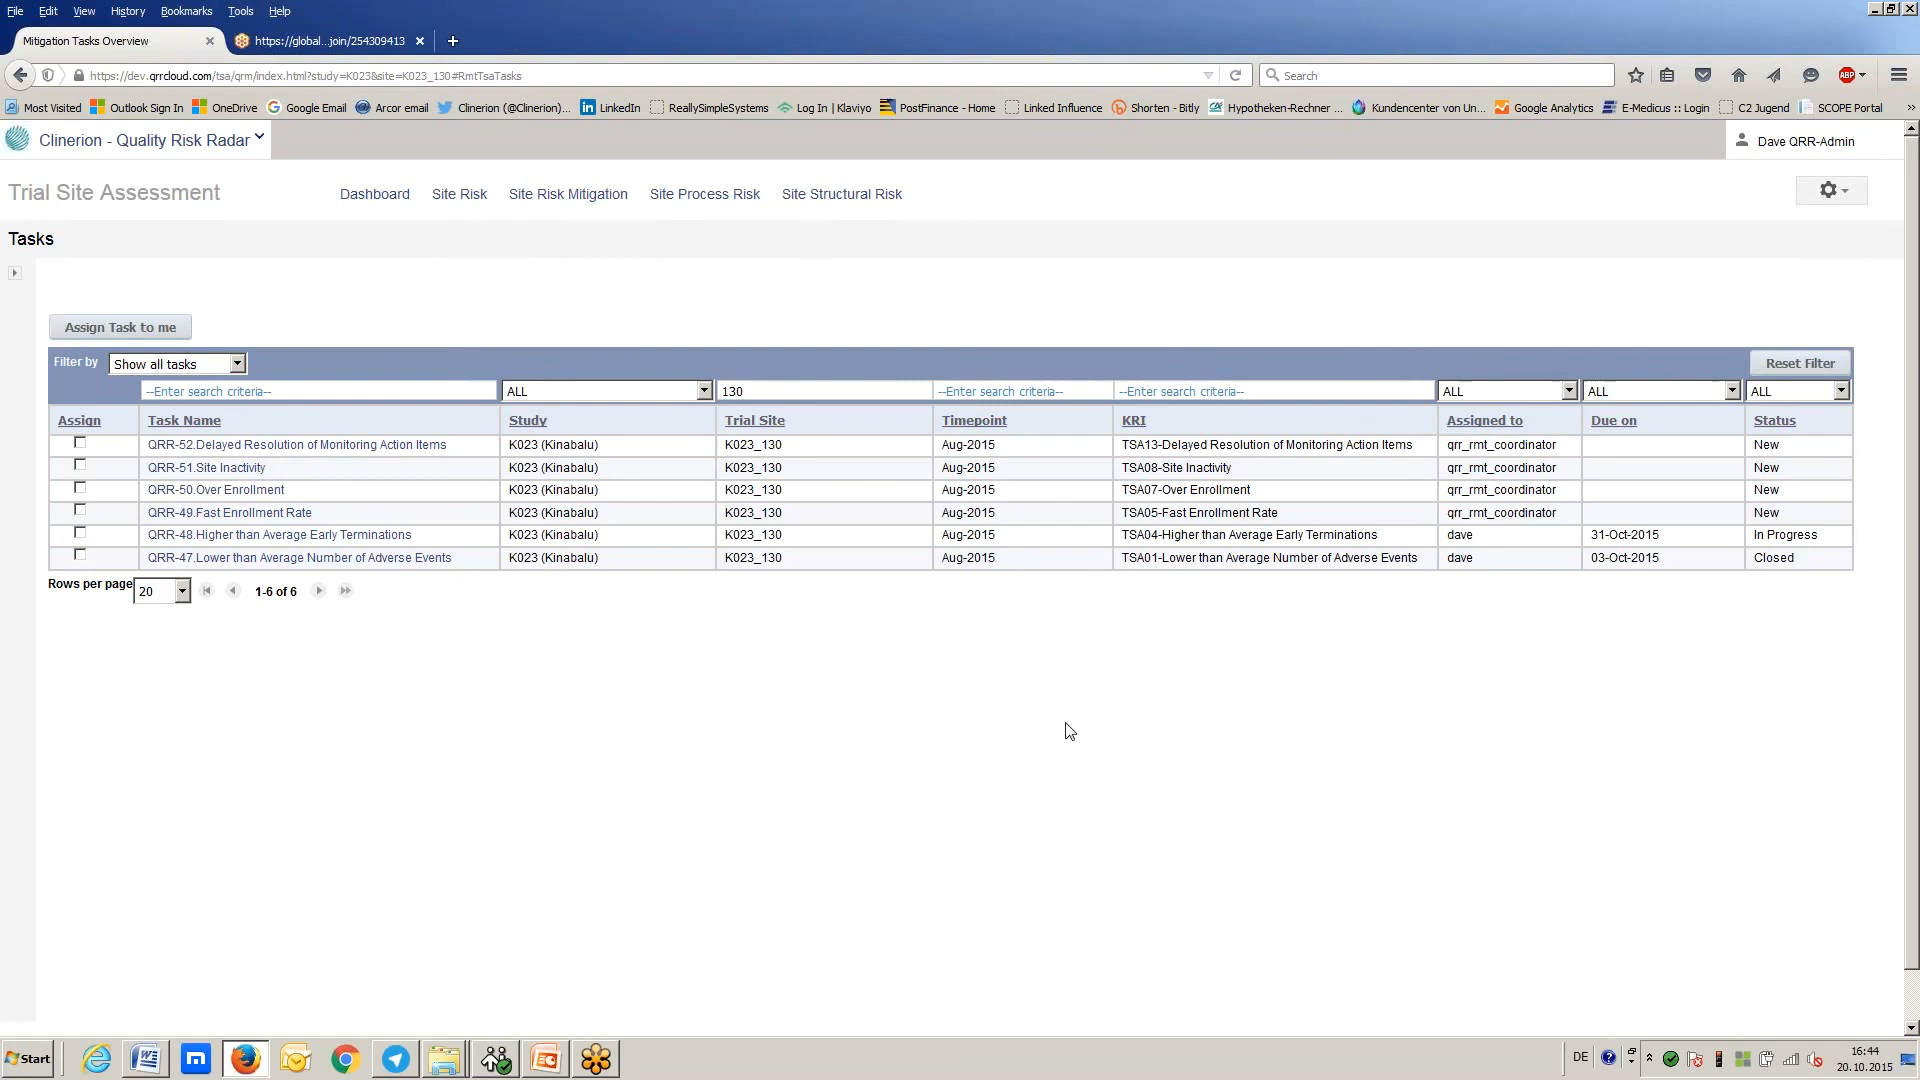 File Edit View History Bookmarks Tools Help
Mitigation Tasks Overview https://global...join/254309413
https://dev.qrrcloud.com/tsa/qrm/index.html?study=K023&site=K023_130#RmtTsaTasks Search ABP
Most Visited Outlook Sign In OneDrive Google Email Arcor email Clinerion (@Clinerion)... LinkedIn ReallySimpleSystems Log In | Klaviyo PostFinance - Home Linked Influence Shorten - Bitly Hypotheken-Rechner ... Kundencenter von Un... Google Analytics E-Medicus :: Login C2 Jugend SCOPE Portal
Clinerion - Quality Risk Radar Dave QRR-Admin
Trial Site Assessment Dashboard Site Risk Site Risk Mitigation Site Process Risk Site Structural Risk
Tasks
Assign Task to me
Filter by Show all tasks Reset Filter
--Enter search criteria-- ALL 130 --Enter search criteria-- --Enter search criteria-- ALL ALL ALL
Assign Task Name Study Trial Site Timepoint KRI Assigned to Due on Status
QRR-52.Delayed Resolution of Monitoring Action Items K023 (Kinabalu) K023_130 Aug-2015 TSA13-Delayed Resolution of Monitoring Action Items qrr_rmt_coordinator New
QRR-51.Site Inactivity K023 (Kinabalu) K023_130 Aug-2015 TSA08-Site Inactivity qrr_rmt_coordinator New
QRR-50.Over Enrollment K023 (Kinabalu) K023_130 Aug-2015 TSA07-Over Enrollment qrr_rmt_coordinator New
QRR-49.Fast Enrollment Rate K023 (Kinabalu) K023_130 Aug-2015 TSA05-Fast Enrollment Rate qrr_rmt_coordinator New
QRR-48.Higher than Average Early Terminations K023 (Kinabalu) K023_130 Aug-2015 TSA04-Higher than Average Early Terminations dave 31-Oct-2015 In Progress
QRR-47.Lower than Average Number of Adverse Events K023 (Kinabalu) K023_130 Aug-2015 TSA01-Lower than Average Number of Adverse Events dave 03-Oct-2015 Closed
Rows per page 20 1-6 of 6
Start DE 16:44
20.10.2015